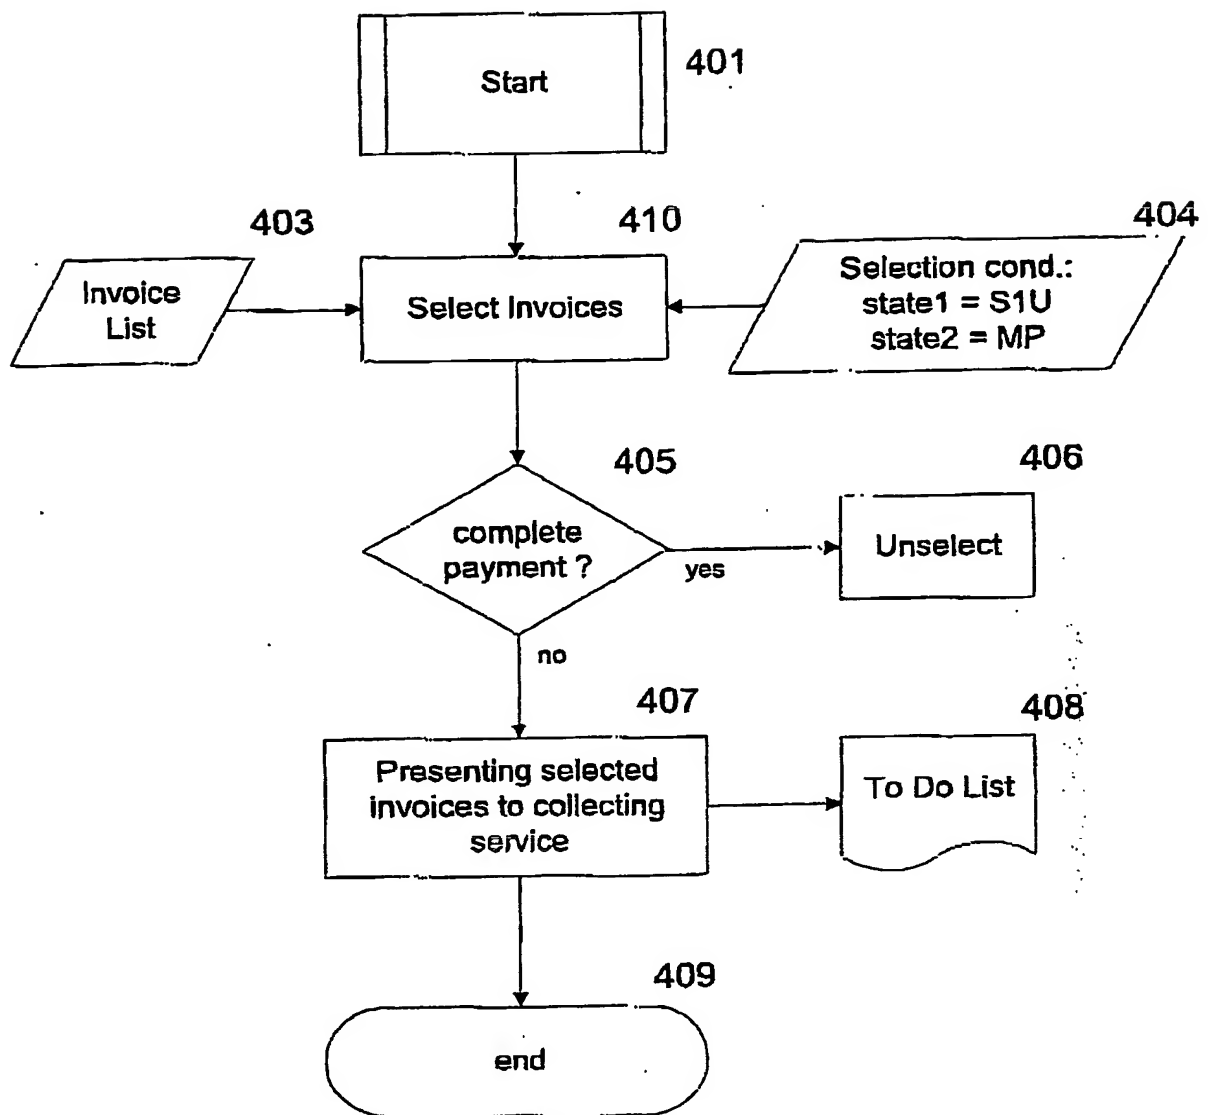 Start
401
403
410
404
Invoice
List
Select Invoices
Selection cond.:
state1 = S1U
state2 = MP
405
406
complete
payment ?
yes
Unselect
no
407
408
Presenting selected
invoices to collecting
service
To Do List
409
end